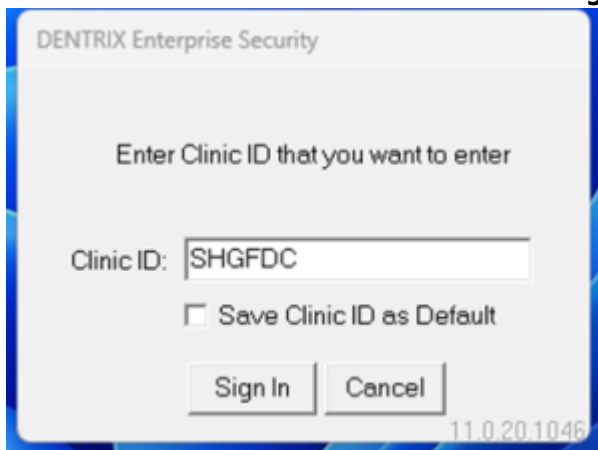 DENTRIX Enterprise Security
Enter Clinic ID that you want to enter
Clinic ID: SHGFDC
Save Clinic ID as Default
Sign In Cancel
11.0.20.1046